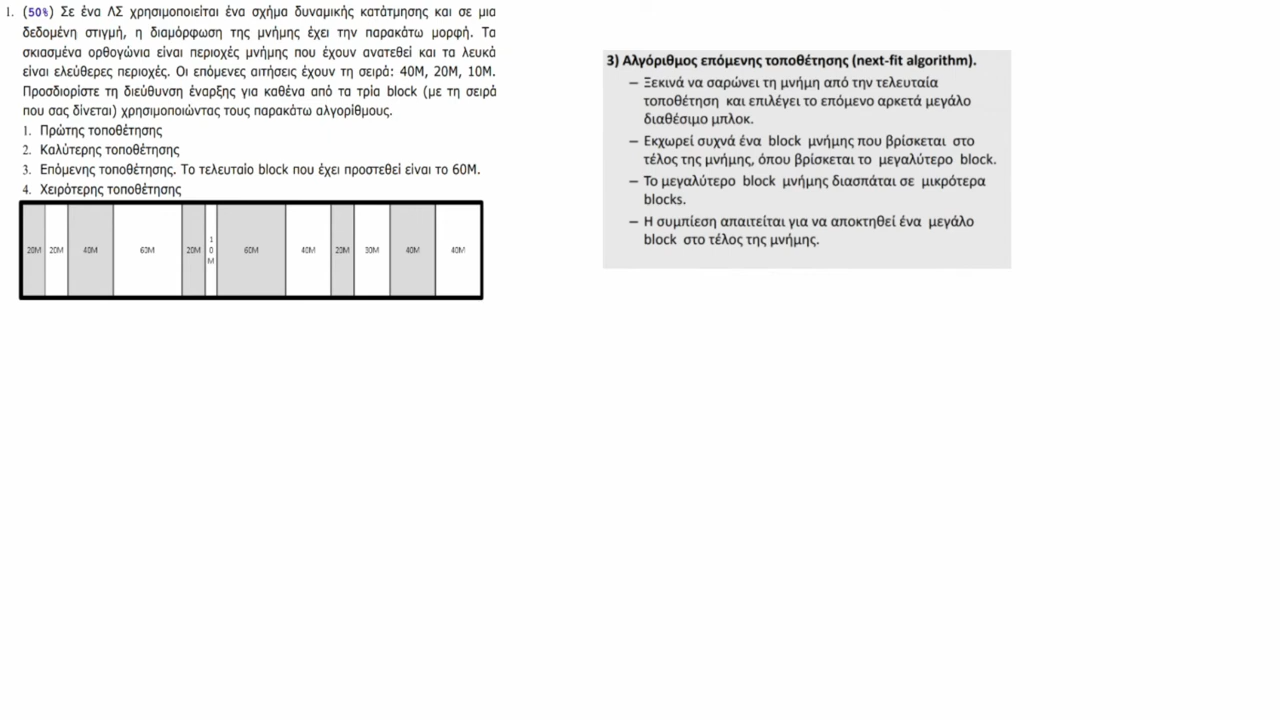 1. (50%) Σε ένα ΛΣ χρησιμοποιείται ένα σχήμα δυναμικής κατάτμησης και σε μια
δεδομένη στιγμή, η διαμόρφωση της μνήμης έχει την παρακάτω μορφή. Τα
σκιασμένα ορθογώνια είναι περιοχές μνήμης που έχουν ανατεθεί και τα λευκά
είναι ελεύθερες περιοχές. Οι επόμενες αιτήσεις έχουν τη σειρά: 40M, 20M, 10M.
Προσδιορίστε τη διεύθυνση έναρξης για καθένα από τα τρία block (με τη σειρά
που σας δίνεται) χρησιμοποιώντας τους παρακάτω αλγορίθμους.
1. Πρώτης τοποθέτησης
2. Καλύτερης τοποθέτησης
3. Επόμενης τοποθέτησης. Το τελευταίο block που έχει προστεθεί είναι το 60M.
4. Χειρότερης τοποθέτησης
20M 20M 40M 60M 20M 10M 60M 40M 20M 30M 40M 40M
3) Αλγόριθμος επόμενης τοποθέτησης (next-fit algorithm).
– Ξεκινά να σαρώνει τη μνήμη από την τελευταία
τοποθέτηση και επιλέγει το επόμενο αρκετά μεγάλο
διαθέσιμο μπλοκ.
– Εκχωρεί συχνά ένα block μνήμης που βρίσκεται στο
τέλος της μνήμης, όπου βρίσκεται το μεγαλύτερο block.
– Το μεγαλύτερο block μνήμης διασπάται σε μικρότερα
blocks.
– Η συμπίεση απαιτείται για να αποκτηθεί ένα μεγάλο
block στο τέλος της μνήμης.